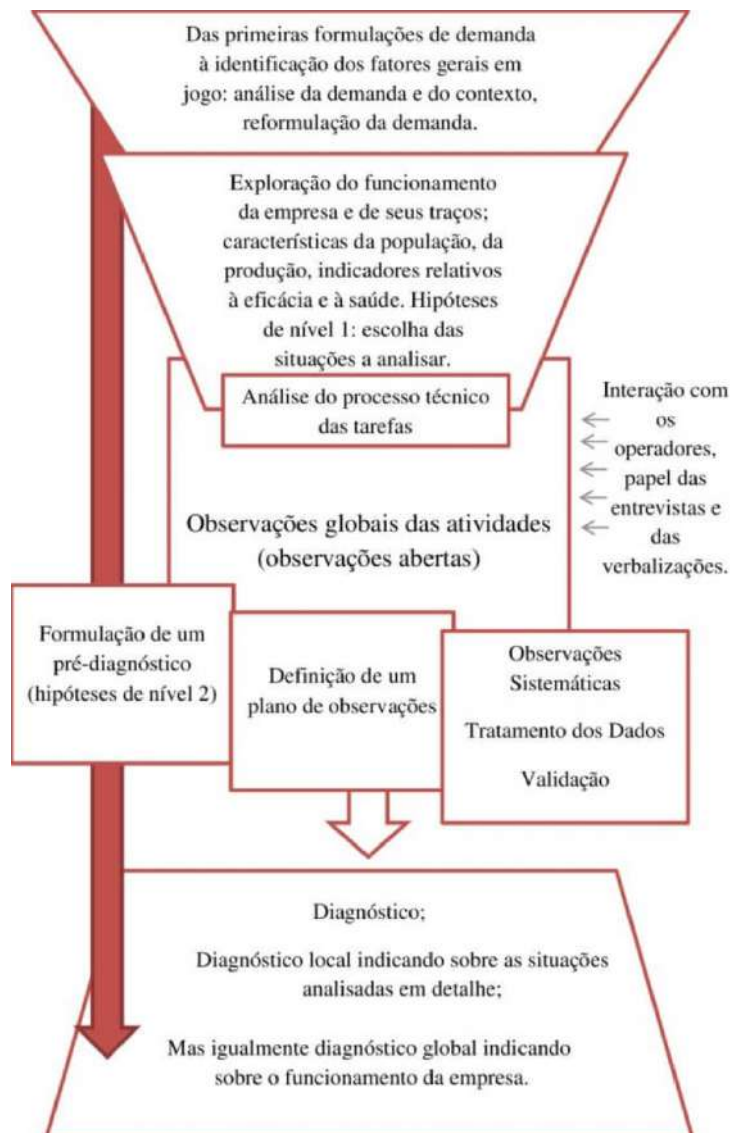 Das primeiras formulações de demanda
à identificação dos fatores gerais em
jogo: análise da demanda e do contexto,
reformulação da demanda.
Exploração do funcionamento
da empresa e de seus traços;
características da população, da
produção, indicadores relativos
à eficácia e à saúde. Hipóteses
de nível 1: escolha das
situações a analisar.
Análise do processo técnico
das tarefas
Interação com
os
operadores,
papel das
entrevistas e
das
verbalizações.
Observações globais das atividades
(observações abertas)
Formulação de um
pré-diagnóstico
(hipóteses de nível 2)
Definição de um
plano de observações
Observações
Sistemáticas
Tratamento dos Dados
Validação
Diagnóstico;
Diagnóstico local indicando sobre as situações
analisadas em detalhe;
Mas igualmente diagnóstico global indicando
sobre o funcionamento da empresa.